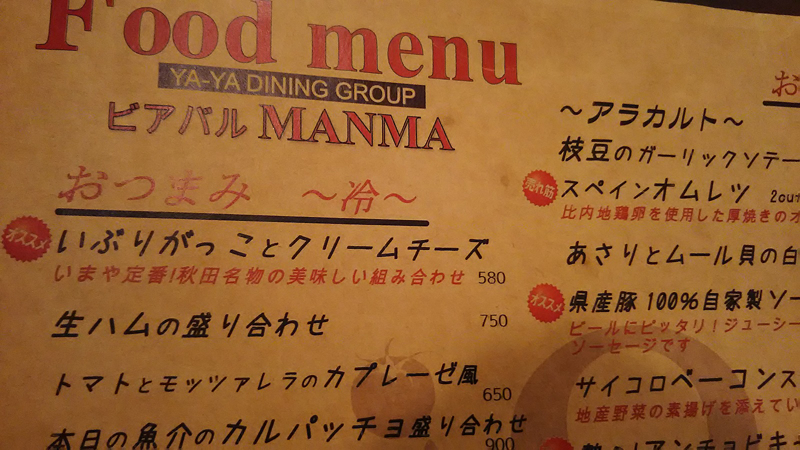 Food menu
YA-YA DINING GROUP
ビアバル MANMA
おつまみ ～冷～
オススメ
いぶりがっことクリームチーズ
いまや定番!秋田名物の美味しい組み合わせ 580
生ハムの盛り合わせ 750
トマトとモッツァレラのカプレーゼ風 650
本日の魚介のカルパッチョ盛り合わせ 900
お
～アラカルト～
枝豆のガーリックソテー
売れ筋
スペインオムレツ
比内地鶏卵を使用した厚焼きのオ
あさりとムール貝の白
オススメ
県産豚100%自家製ソー
ビールにピッタリ！ジューシー
ソーセージです
サイコロベーコンス
地産野菜の素揚げを添えてい
アンチョビキ